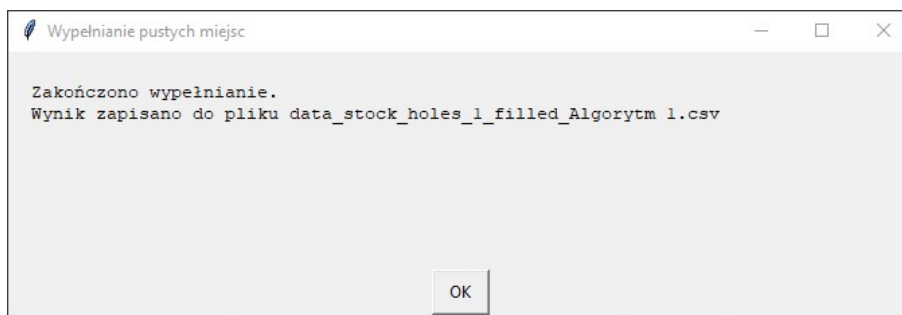 Wypełnianie pustych miejsc
Zakończono wypełnianie.
Wynik zapisano do pliku data_stock_holes_1_filled_Algorytm 1.csv
OK